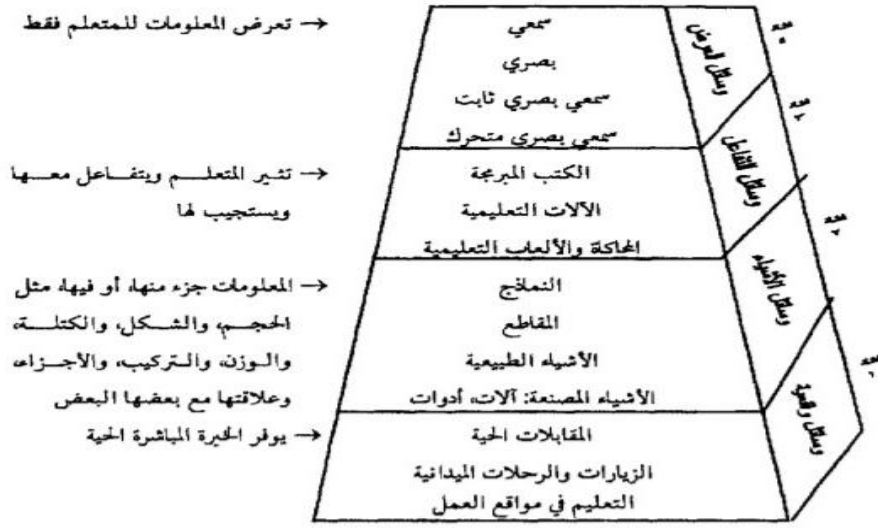 سمعي
بصري
سمعي بصري ثابت
سمعي بصري متحرك
وسائل العرض
← تعرض المعلومات للمتعلم فقط
الكتب المبرمجة
الآلات التعليمية
المحاكاة والألعاب التعليمية
وسائل التفاعل
← تثير المتعلم ويتفاعل معها
ويستجيب لها
النماذج
المقاطع
الأشياء الطبيعية
الأشياء المصنعة: آلات، أدوات
وسائل الأشياء
← المعلومات جزء منها، أو فيها، مثل
الحجم، والشكل، والكتلة،
والوزن، والتركيب، والأجزاء،
وعلاقتها مع بعضها البعض
المقابلات الحية
الزيارات والرحلات الميدانية
التعليم في مواقع العمل
وسائل واقعية
← يوفر الخبرة المباشرة الحية